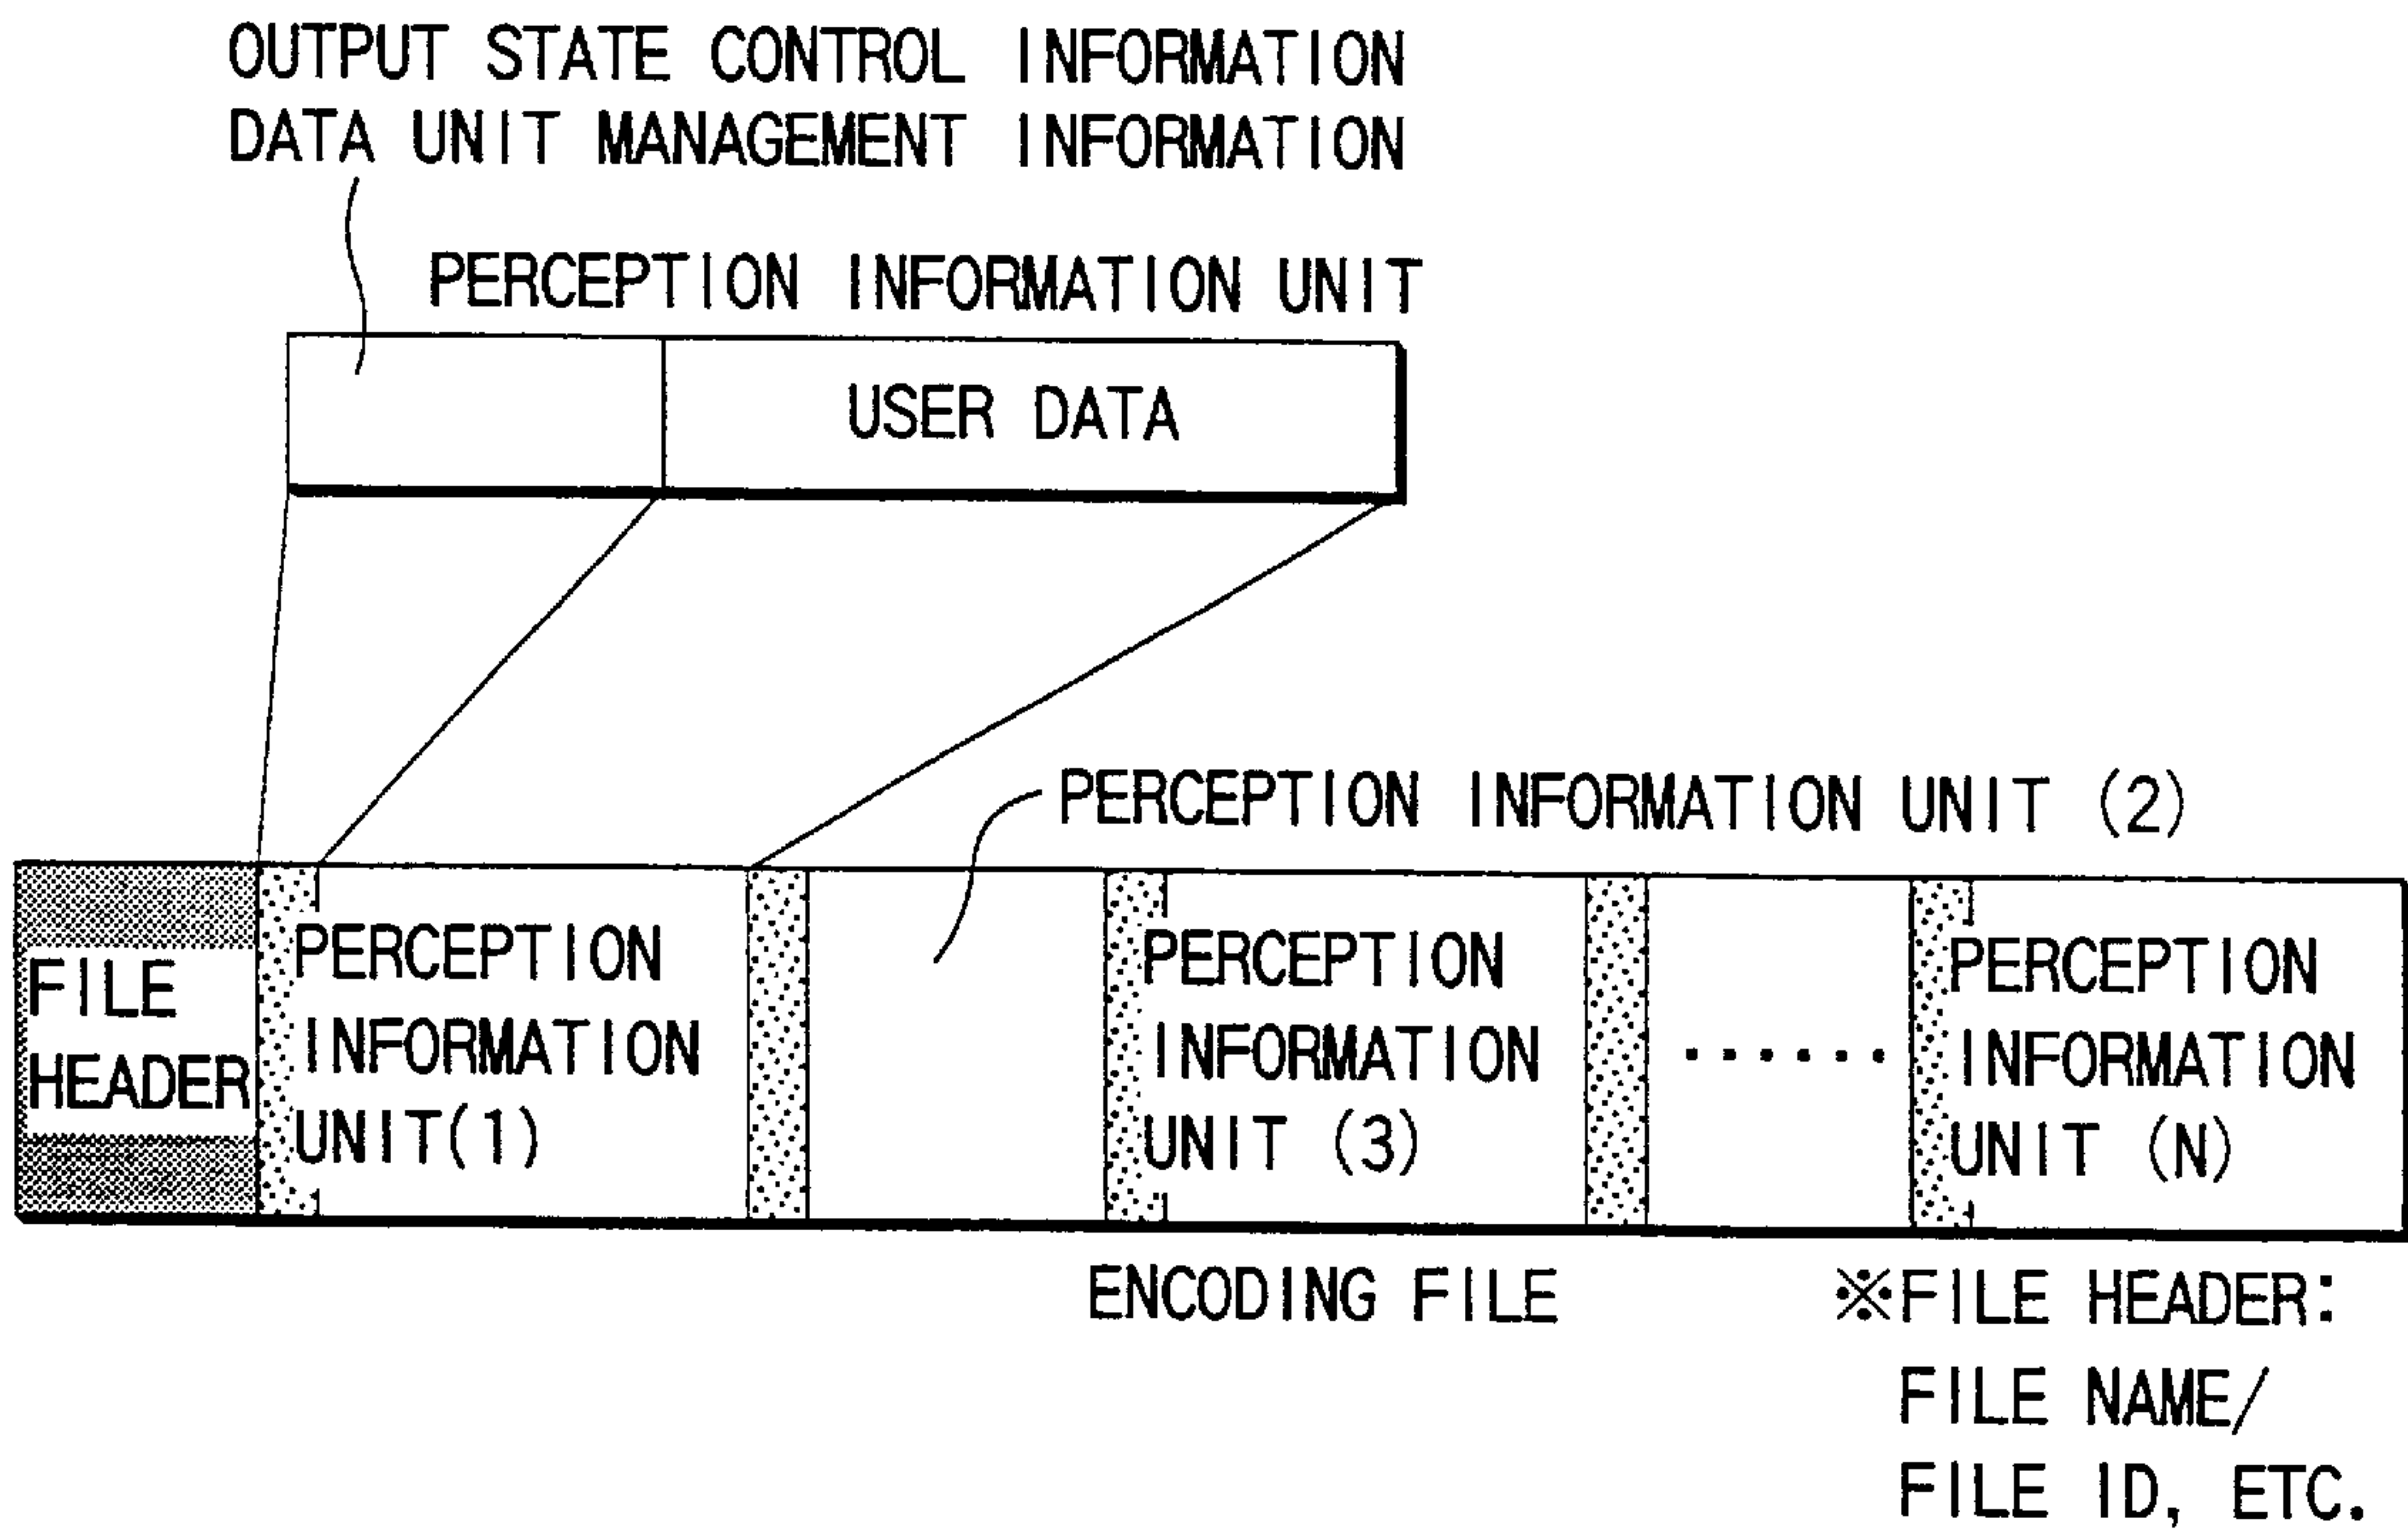 OUTPUT STATE CONTROL INFORMATION
DATA UNIT MANAGEMENT INFORMATION
PERCEPTION INFORMATION UNIT
USER DATA
PERCEPTION INFORMATION UNIT (2)
FILE
HEADER
PERCEPTION
INFORMATION
UNIT(1)
PERCEPTION
INFORMATION
UNIT (3)
......
PERCEPTION
INFORMATION
UNIT (N)
ENCODING FILE
※FILE HEADER:
FILE NAME/
FILE ID, ETC.